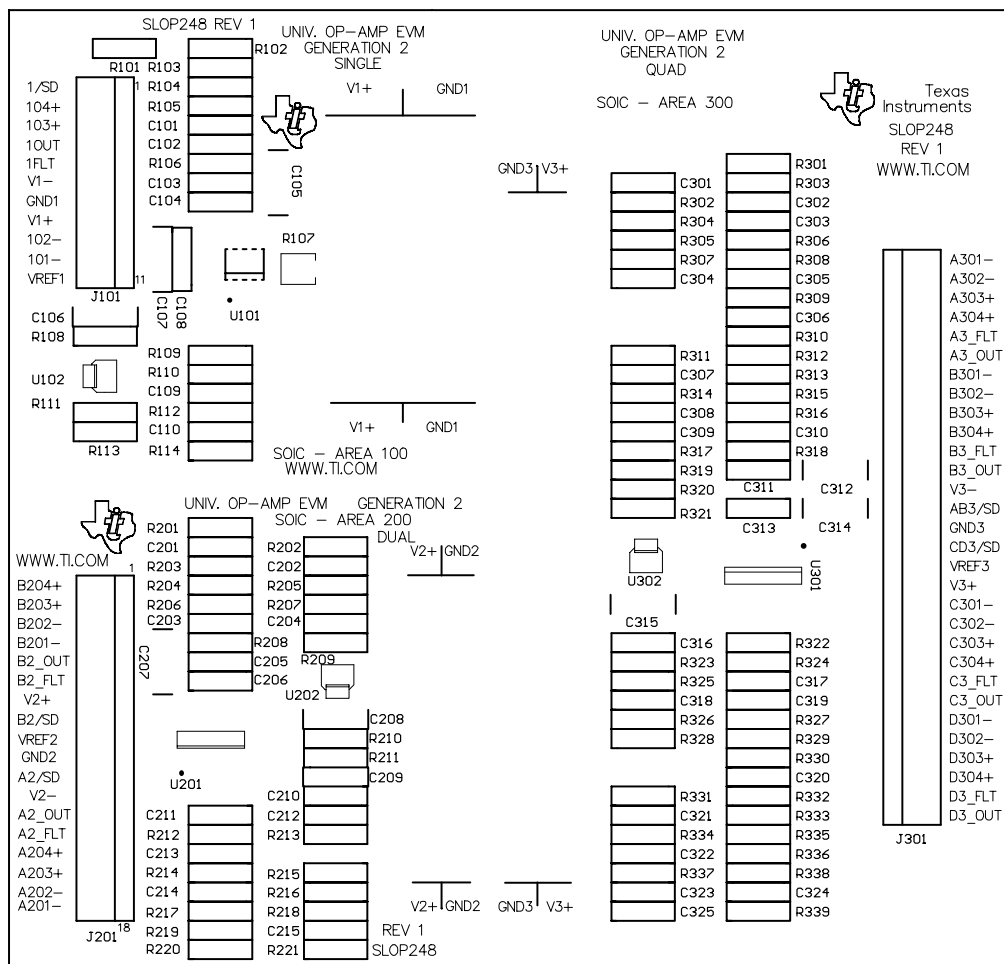 SLOP248 REV 1
R101
R102
R103
R104
R105
C101
C102
R106
C103
C104
1/SD
104+
103+
1OUT
1FLT
V1-
GND1
V1+
102-
101-
VREF1
1
11
J101
UNIV. OP-AMP EVM
GENERATION 2
SINGLE
V1+ GND1
C105
R107
U101
C107
C108
C106
R108
U102
R111
R113
R109
R110
C109
R112
C110
R114
V1+ GND1
SOIC - AREA 100
WWW.TI.COM
UNIV. OP-AMP EVM GENERATION 2
SOIC - AREA 200
DUAL
WWW.TI.COM
V2+ GND2
R201
C201
R203
R204
R206
C203
R208
C205
C206
R202
C202
R205
R207
C204
R209
U202
C207
1
B204+
B203+
B202-
B201-
B2_OUT
B2_FLT
V2+
B2/SD
VREF2
GND2
A2/SD
V2-
A2_OUT
A2_FLT
A204+
A203+
A202-
A201-
18
J201
U201
C208
R210
R211
C209
C210
C212
R213
C211
R212
C213
R214
C214
R217
R219
R220
R215
R216
R218
C215
R221
V2+ GND2
REV 1
SLOP248
UNIV. OP-AMP EVM
GENERATION 2
QUAD
SOIC - AREA 300
Texas
Instruments
SLOP248
REV 1
WWW.TI.COM
GND3 V3+
C301
R302
R304
R305
R307
C304
R301
R303
C302
C303
R306
R308
C305
R309
C306
R310
R312
R313
R315
R316
C310
R318
R311
C307
R314
C308
C309
R317
R319
R320
R321
C311
C312
C313
C314
U302
U301
C315
C316
R323
R325
C318
R326
R328
R322
R324
C317
C319
R327
R329
R330
C320
R332
R333
R335
R336
R338
C324
R339
R331
C321
R334
C322
R337
C323
C325
GND3 V3+
A301-
A302-
A303+
A304+
A3_FLT
A3_OUT
B301-
B302-
B303+
B304+
B3_FLT
B3_OUT
V3-
AB3/SD
GND3
CD3/SD
VREF3
V3+
C301-
C302-
C303+
C304+
C3_FLT
C3_OUT
D301-
D302-
D303+
D304+
D3_FLT
D3_OUT
J301